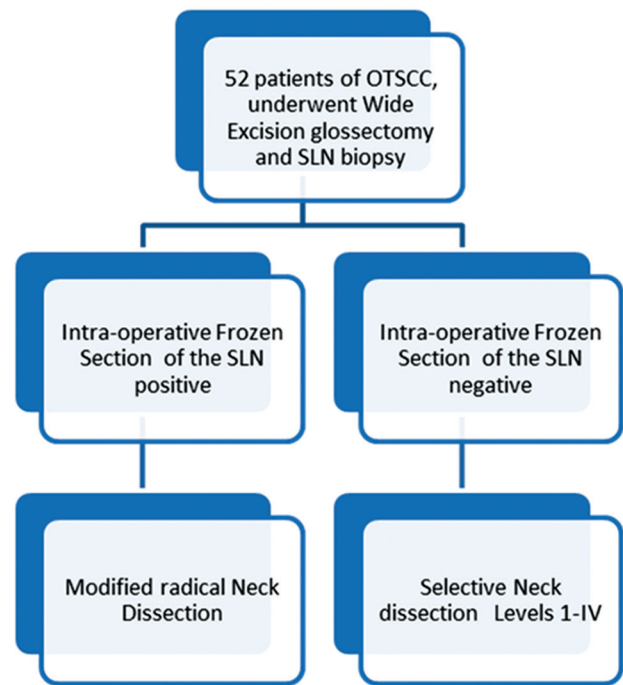 52 patients of OTSCC,
underwent Wide
Excision glossectomy
and SLN biopsy
Intra-operative Frozen
Section of the SLN
positive
Intra-operative Frozen
Section of the SLN
negative
Modified radical Neck
Dissection
Selective Neck
dissection Levels 1-IV